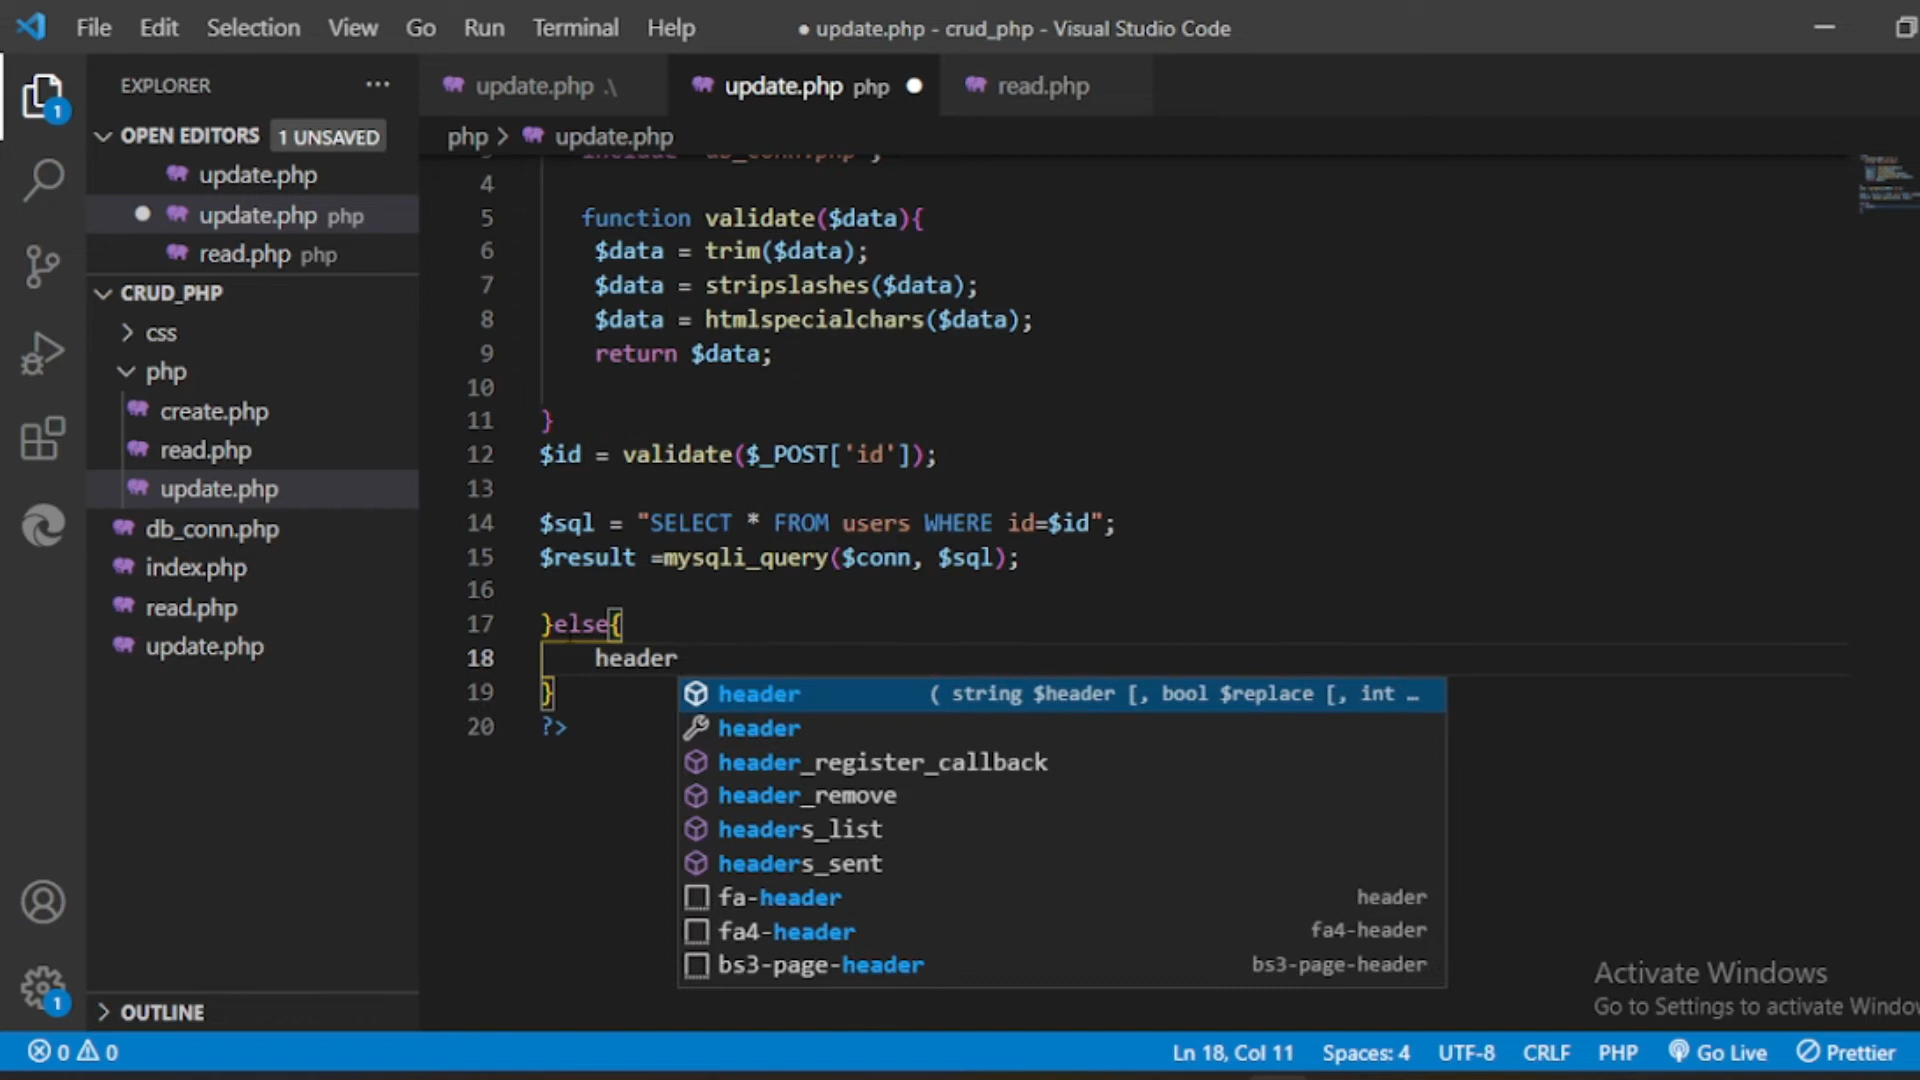 File Edit Selection View Go Run Terminal Help ● update.php - crud_php - Visual Studio Code
EXPLORER ···
update.php .\ update.php php ● read.php
OPEN EDITORS 1 UNSAVED
php > update.php
update.php
update.php php
read.php php
CRUD_PHP
css
php
create.php
read.php
update.php
db_conn.php
index.php
read.php
update.php
OUTLINE
4
5 function validate($data){
6 $data = trim($data);
7 $data = stripslashes($data);
8 $data = htmlspecialchars($data);
9 return $data;
10
11 }
12 $id = validate($_POST['id']);
13
14 $sql = "SELECT * FROM users WHERE id=$id";
15 $result =mysqli_query($conn, $sql);
16
17 }else{
18 header
19 }
20 ?>
header ( string $header [, bool $replace [, int …
header
header_register_callback
header_remove
headers_list
headers_sent
fa-header header
fa4-header fa4-header
bs3-page-header bs3-page-header
1
1
Activate Windows
Go to Settings to activate Windo
0 0 Ln 18, Col 11 Spaces: 4 UTF-8 CRLF PHP Go Live Prettier